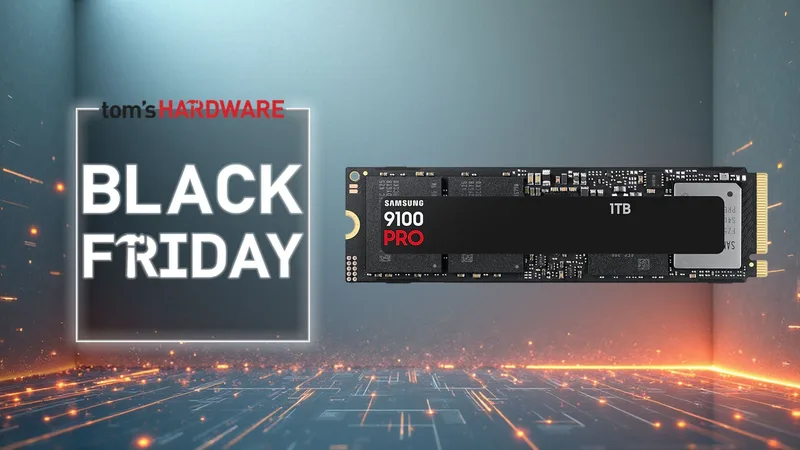 tom'sHARDWARE
BLACK
FRIDAY
SAMSUNG
9100
PRO
1TB